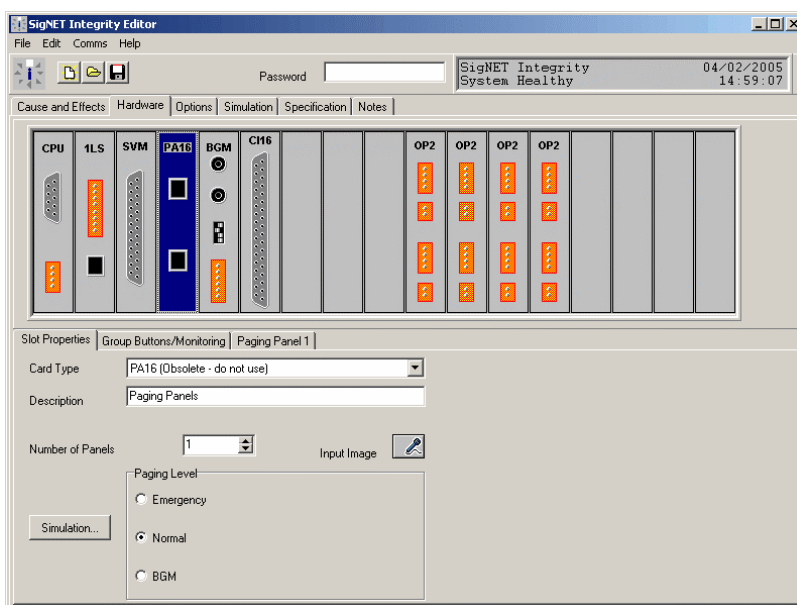 SigNET Integrity Editor
File Edit Comms Help
Password
SigNET Integrity 04/02/2005
System Healthy 14:59:07
Cause and Effects Hardware Options Simulation Specification Notes
CPU 1LS SVM PA16 BGM CI16 OP2 OP2 OP2 OP2
Slot Properties Group Buttons/Monitoring Paging Panel 1
Card Type PA16 (Obsolete - do not use)
Description Paging Panels
Number of Panels 1 Input Image
Paging Level
Emergency
Simulation... Normal
BGM